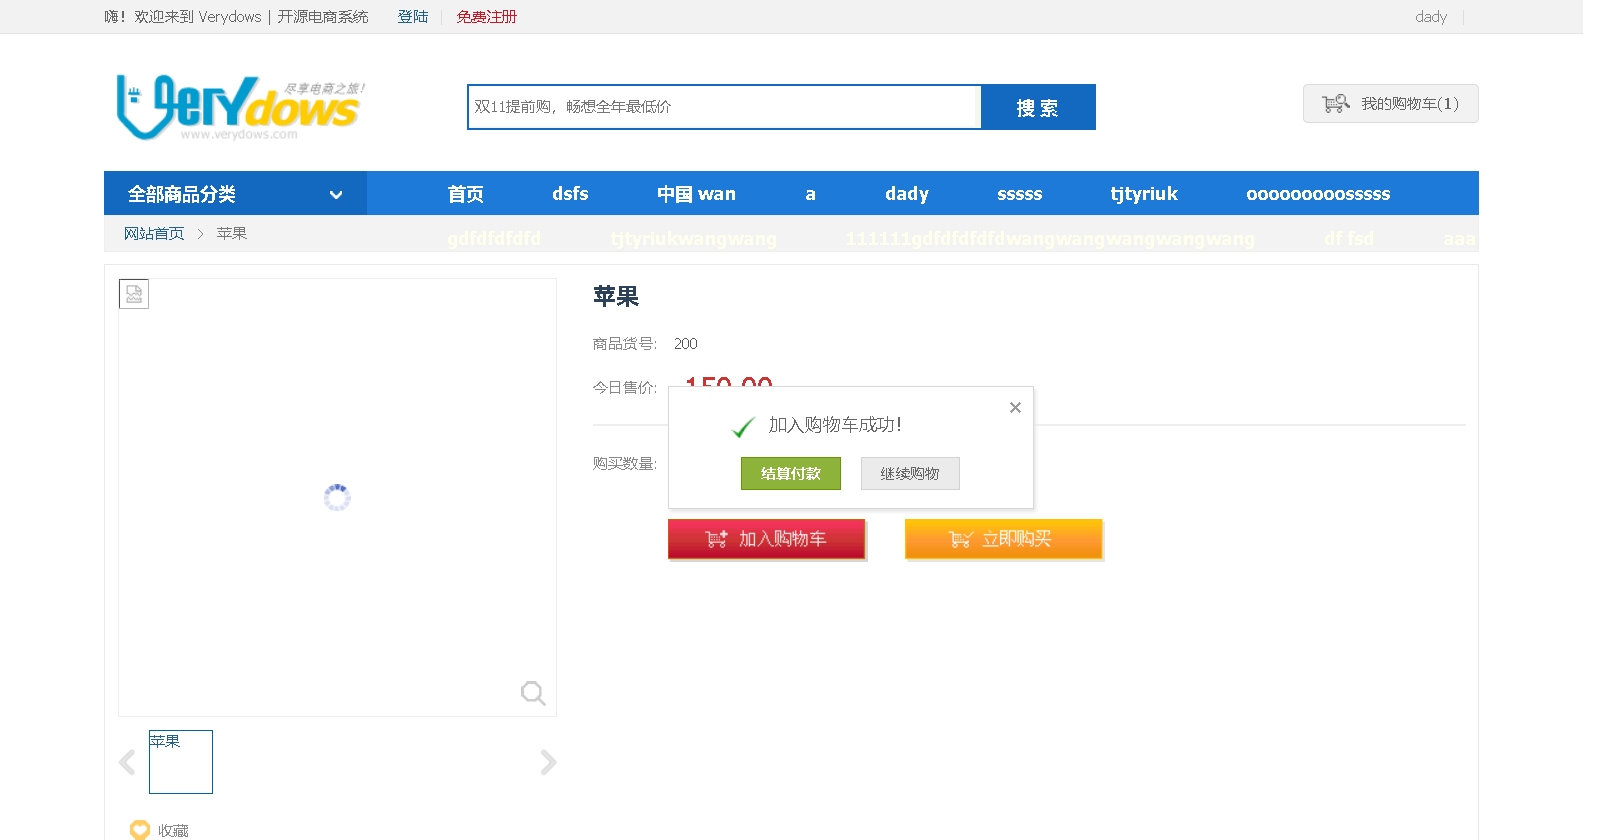 嗨！欢迎来到 Verydows | 开源电商系统 登陆 免费注册 dady
Verydows 尽享电商之旅!
www.verydows.com
双11提前购，畅想全年最低价 搜 索 我的购物车(1)
全部商品分类 首页 dsfs 中国 wan a dady sssss tjtyriuk oooooooooosssss
网站首页 苹果 gdfdfdfdfd tjtyriukwangwang 111111gdfdfdfdfdwangwangwangwangwang df fsd aaa
苹果
商品货号: 200
今日售价: 150.00
加入购物车成功!
购买数量: 结算付款 继续购物
加入购物车 立即购买
苹果
收藏